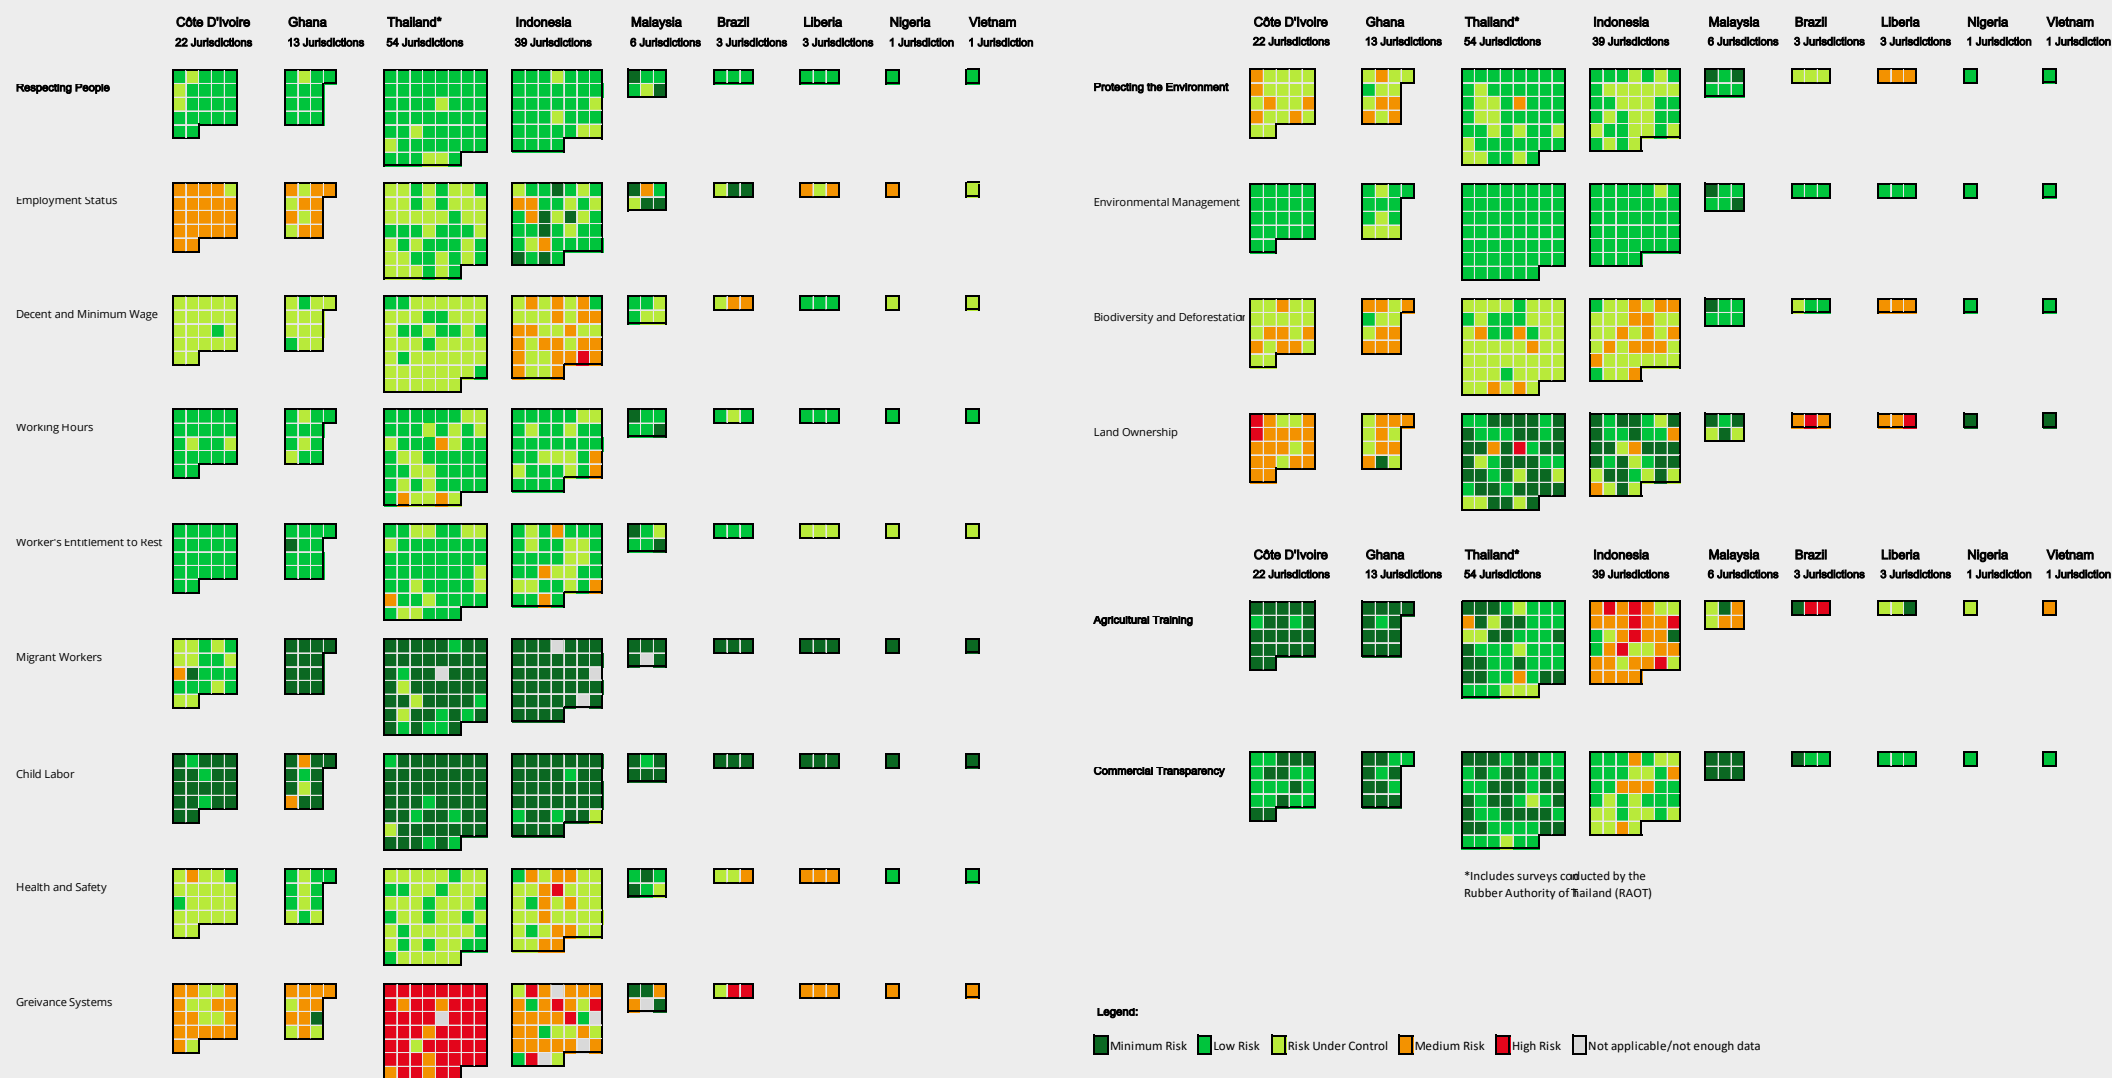 Côte D'Ivoire Ghana Thailand* Indonesia Malaysia Brazil Liberia Nigeria Vietnam
22 Jurisdictions 13 Jurisdictions 54 Jurisdictions 39 Jurisdictions 6 Jurisdictions 3 Jurisdictions 3 Jurisdictions 1 Jurisdiction 1 Jurisdiction
Respecting People
Employment Status
Decent and Minimum Wage
Working Hours
Worker's Entitlement to Rest
Migrant Workers
Child Labor
Health and Safety
Greivance Systems
Côte D'Ivoire Ghana Thailand* Indonesia Malaysia Brazil Liberia Nigeria Vietnam
22 Jurisdictions 13 Jurisdictions 54 Jurisdictions 39 Jurisdictions 6 Jurisdictions 3 Jurisdictions 3 Jurisdictions 1 Jurisdiction 1 Jurisdiction
Protecting the Environment
Environmental Management
Biodiversity and Deforestation
Land Ownership
Côte D'Ivoire Ghana Thailand* Indonesia Malaysia Brazil Liberia Nigeria Vietnam
22 Jurisdictions 13 Jurisdictions 54 Jurisdictions 39 Jurisdictions 6 Jurisdictions 3 Jurisdictions 3 Jurisdictions 1 Jurisdiction 1 Jurisdiction
Agricultural Training
Commercial Transparency
*Includes surveys conducted by the
Rubber Authority of Thailand (RAOT)
Legend:
Minimum Risk Low Risk Risk Under Control Medium Risk High Risk Not applicable/not enough data